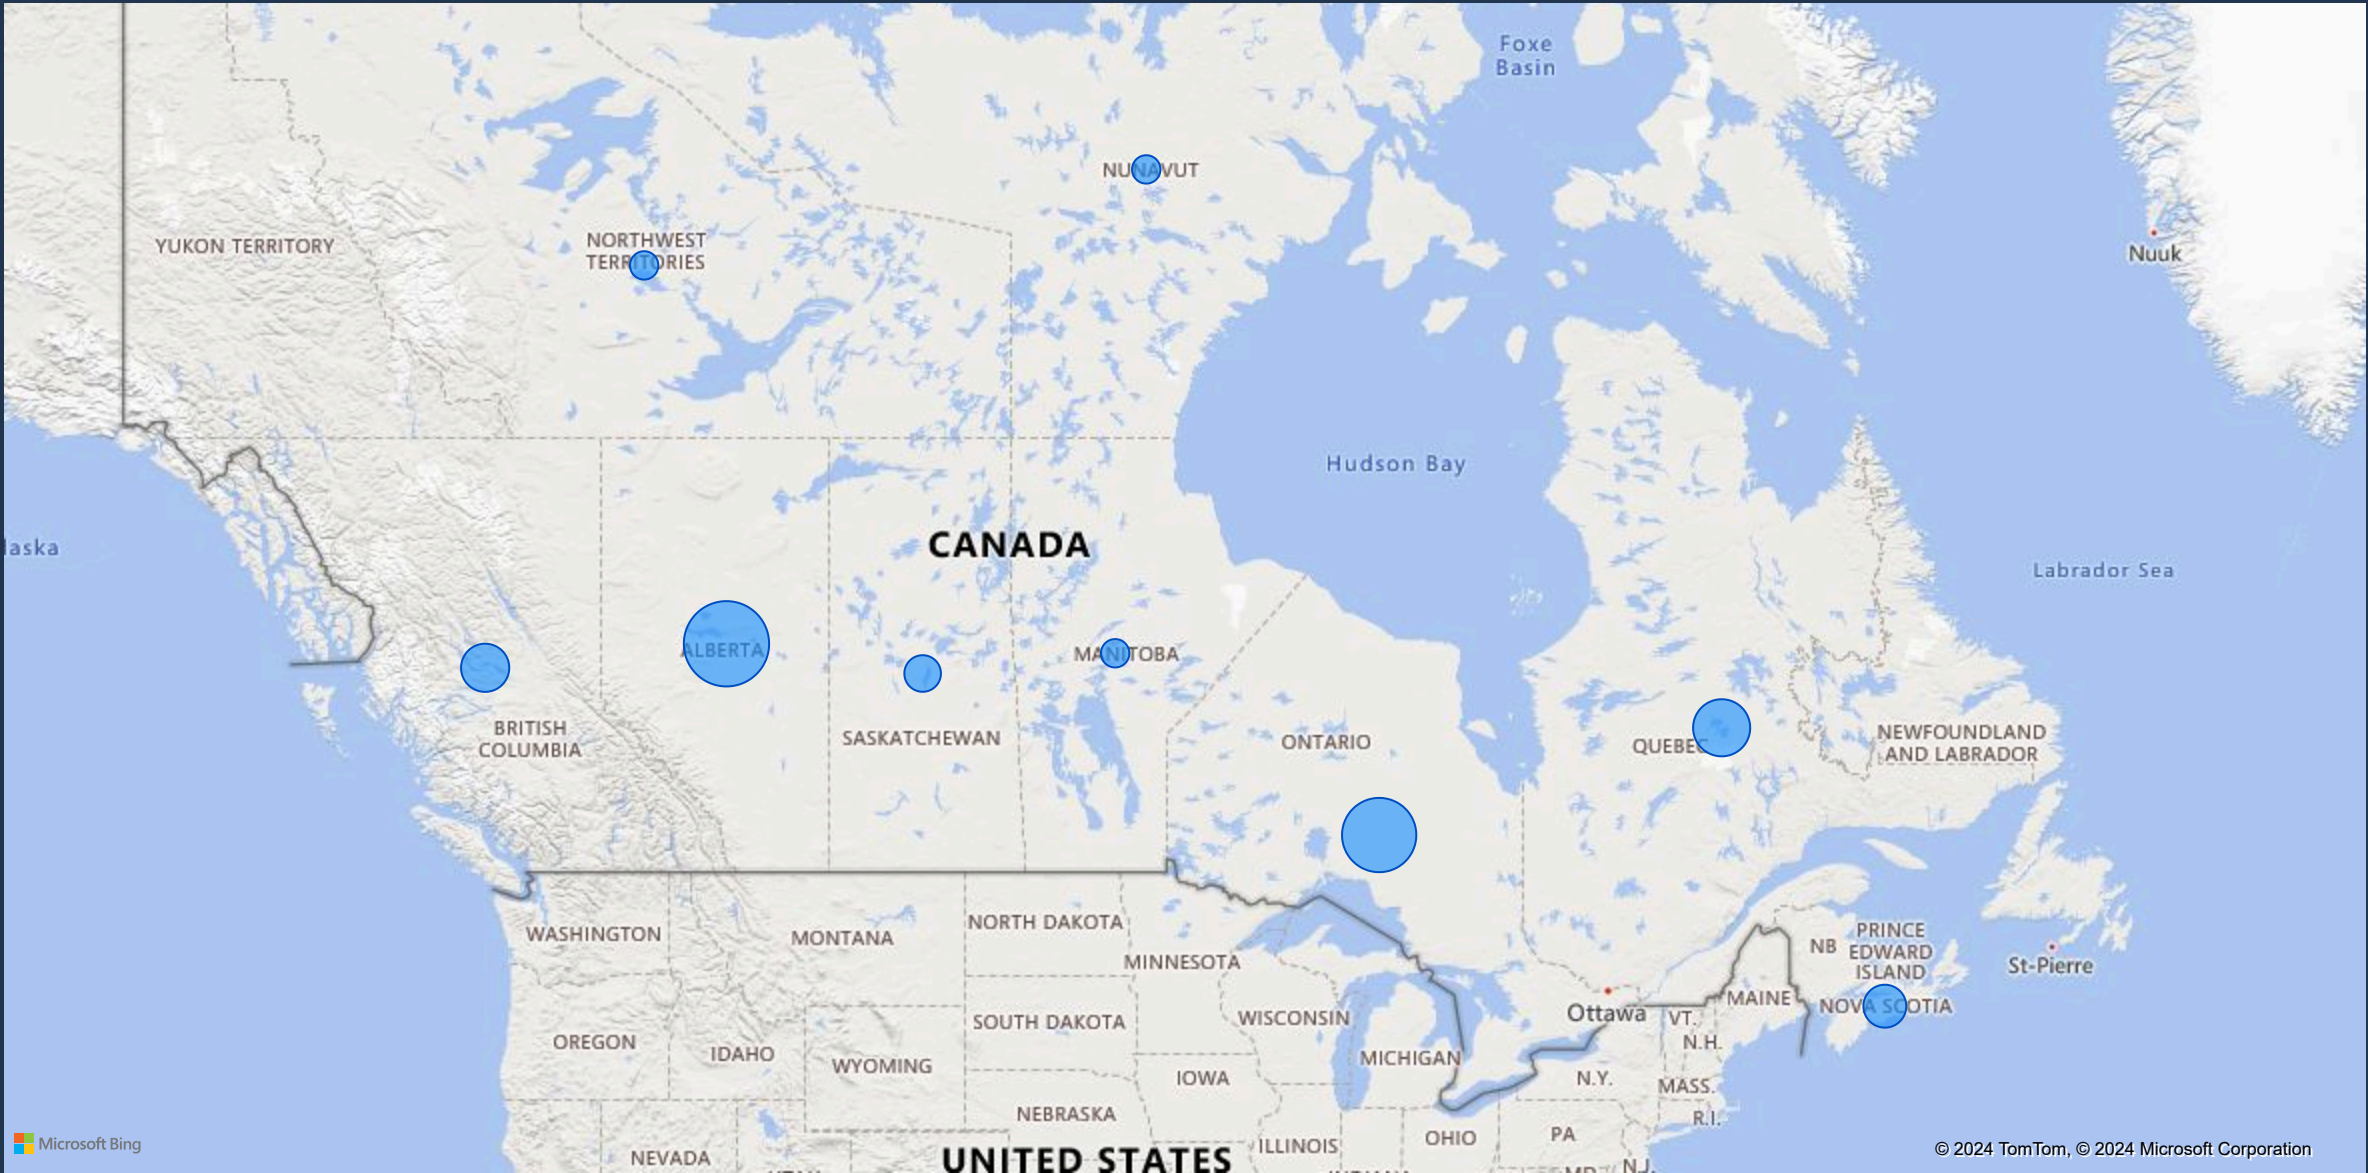 Foxe
Basin
NUNAVUT
NORTHWEST
TERRITORIES
YUKON TERRITORY
Nuuk
Hudson Bay
CANADA
laska
Labrador Sea
ALBERTA
MANITOBA
BRITISH
COLUMBIA
SASKATCHEWAN
ONTARIO
QUEBEC
NEWFOUNDLAND
AND LABRADOR
WASHINGTON
MONTANA
NORTH DAKOTA
MINNESOTA
NB
PRINCE
EDWARD
ISLAND
St-Pierre
NOVA SCOTIA
MAINE
Ottawa
VT.
N.H.
OREGON
IDAHO
SOUTH DAKOTA
WISCONSIN
WYOMING
MICHIGAN
IOWA
N.Y.
MASS.
NEBRASKA
R.I.
ILLINOIS
OHIO
PA
NEVADA
UNITED STATES
MD
N.J.
Microsoft Bing
© 2024 TomTom, © 2024 Microsoft Corporation